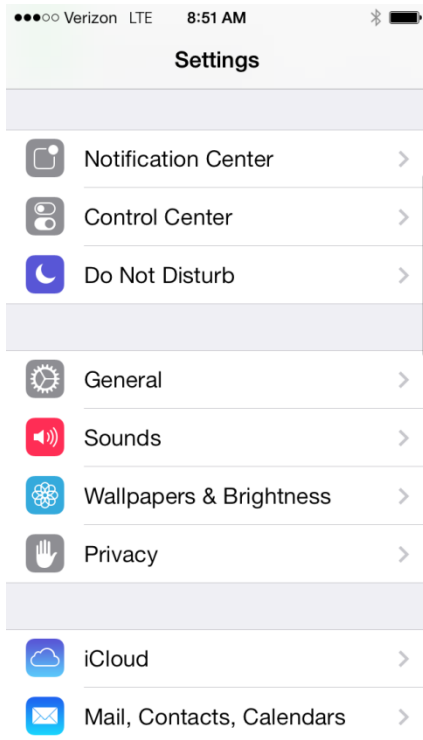 Verizon LTE 8:51 AM
Settings
Notification Center
Control Center
Do Not Disturb
General
Sounds
Wallpapers & Brightness
Privacy
iCloud
Mail, Contacts, Calendars